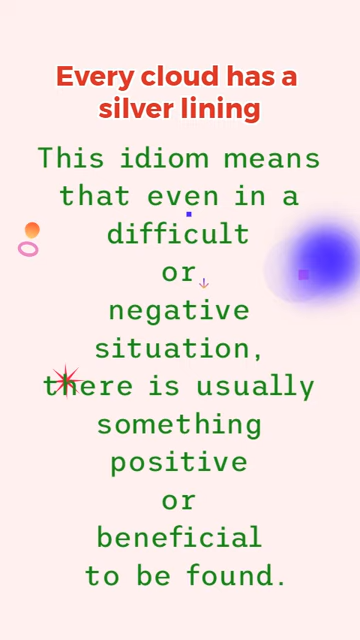 Every cloud has a
silver lining
This idiom means
that even in a
difficult
or
negative
situation,
there is usually
something
positive
or
beneficial
to be found.